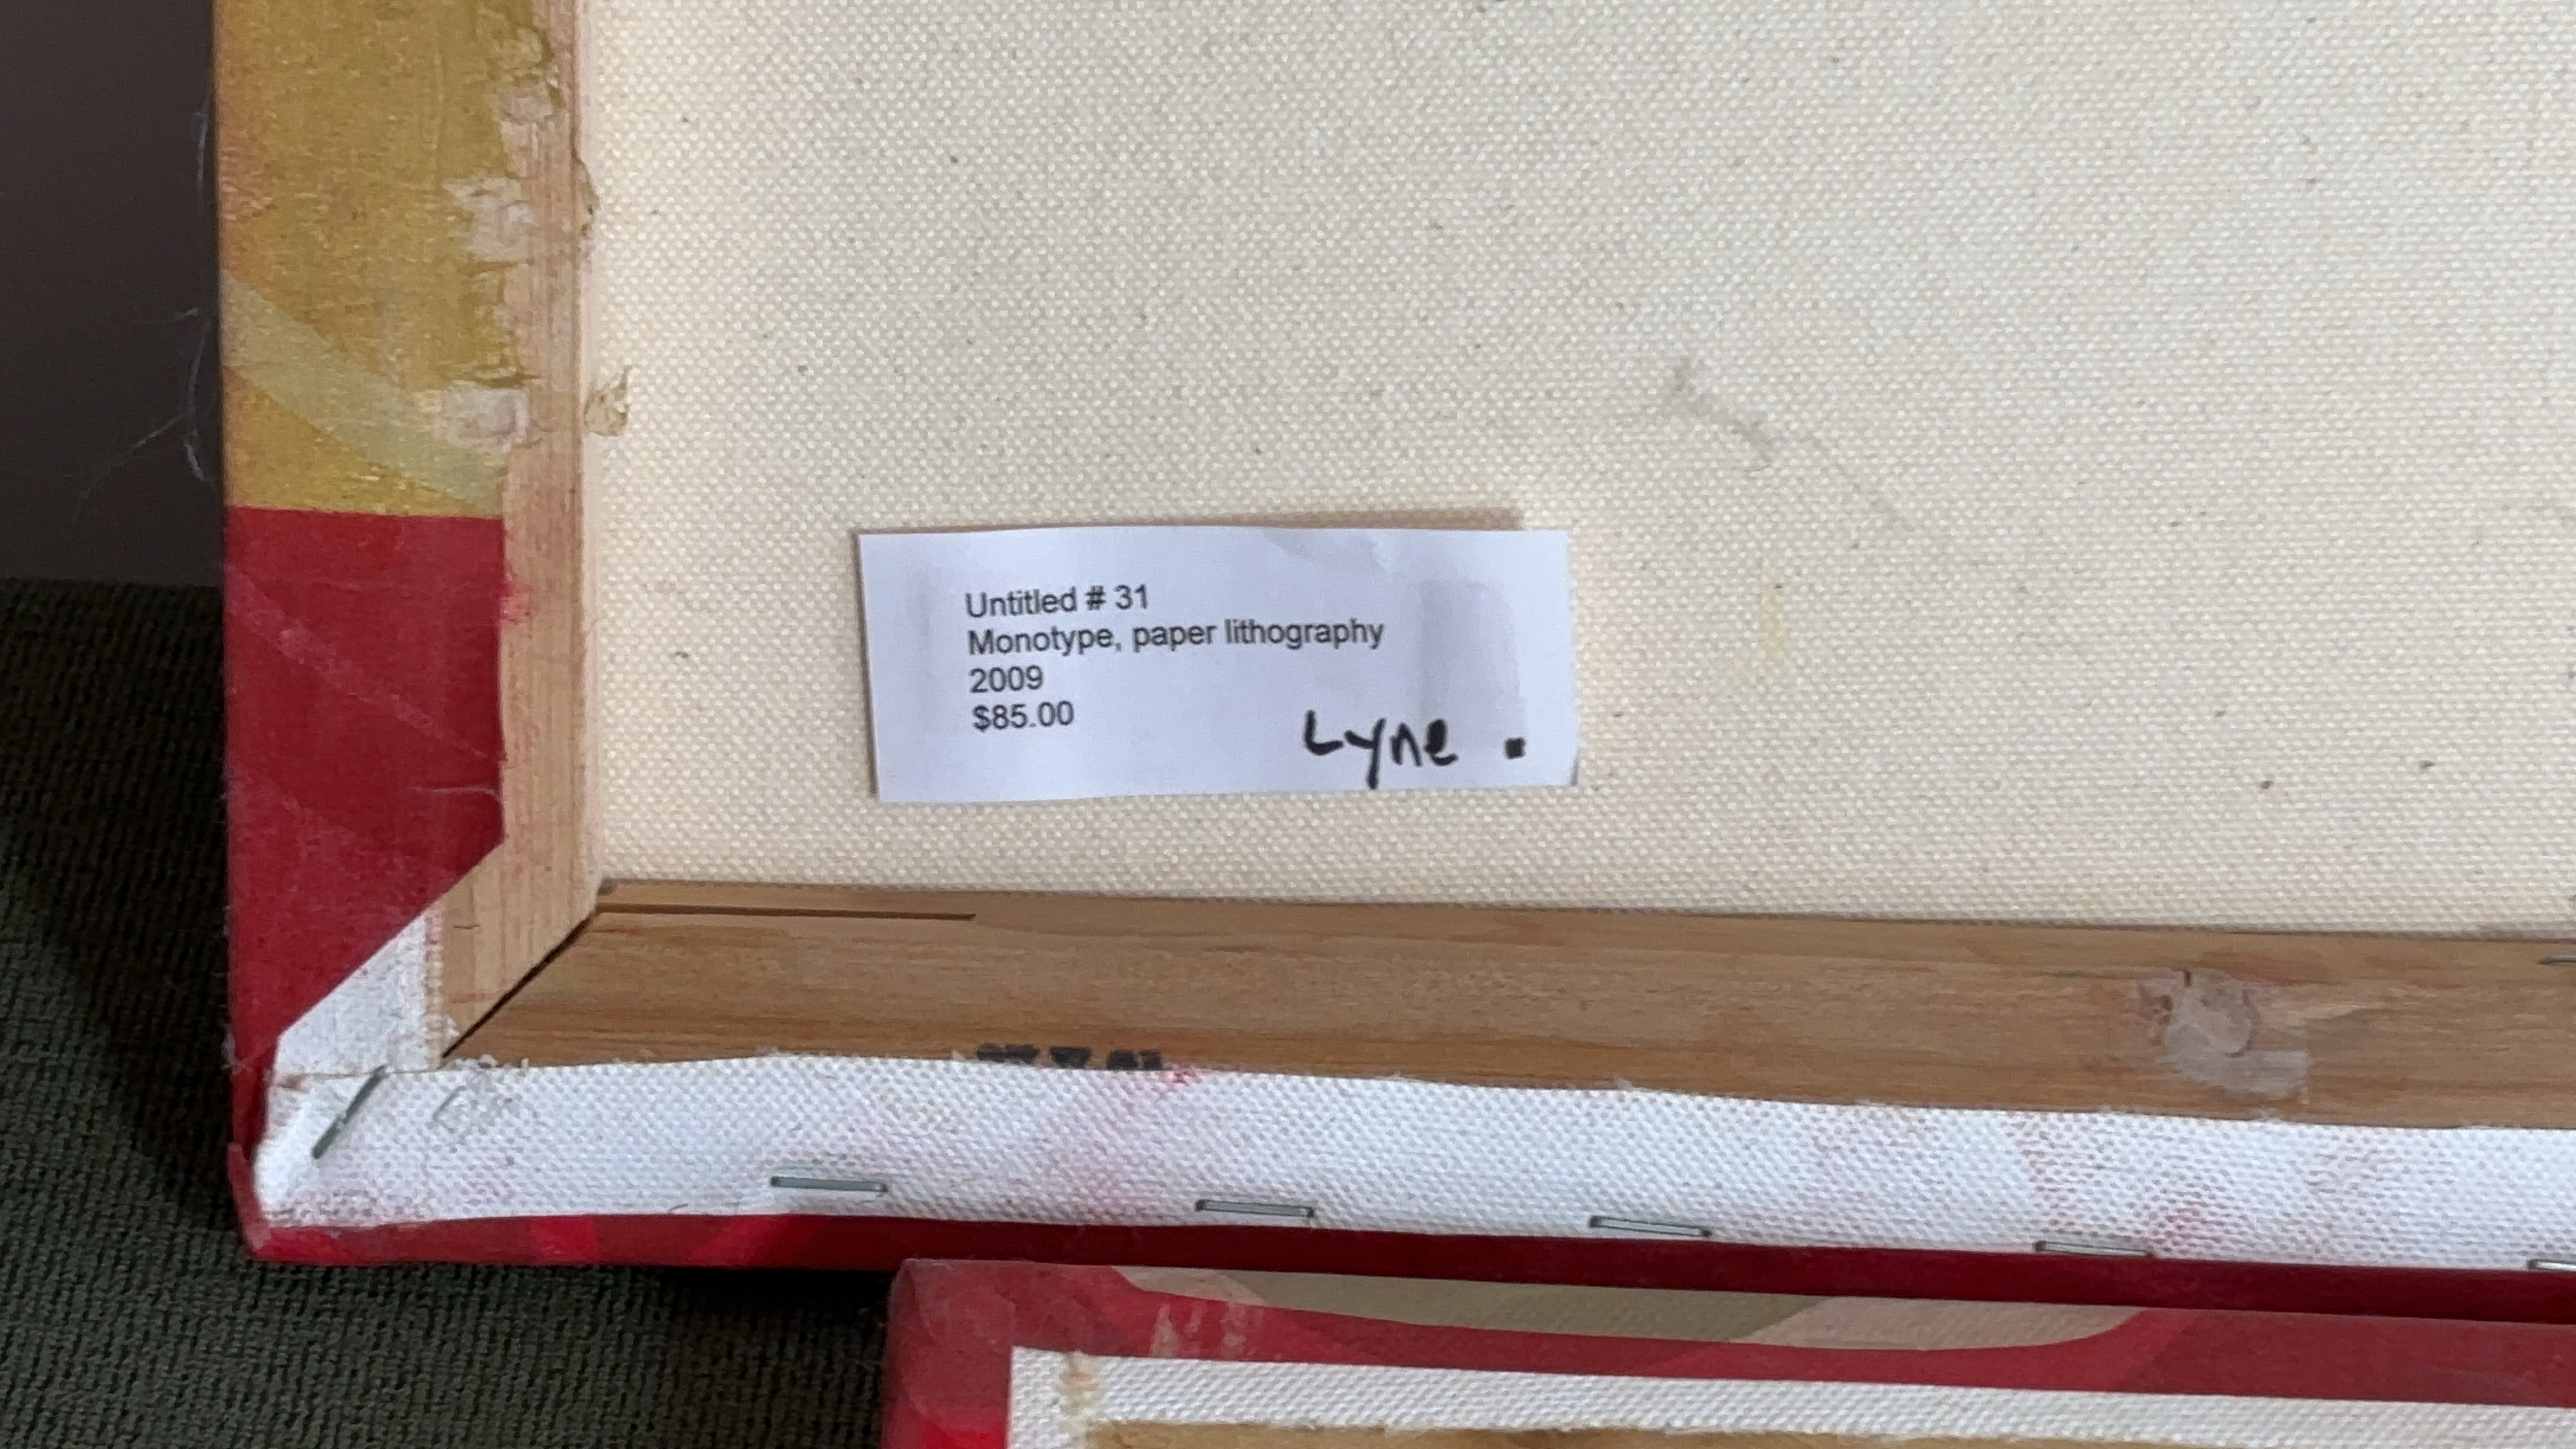 Untitled # 31
Monotype, paper lithography
2009
$85.00
Lyne .